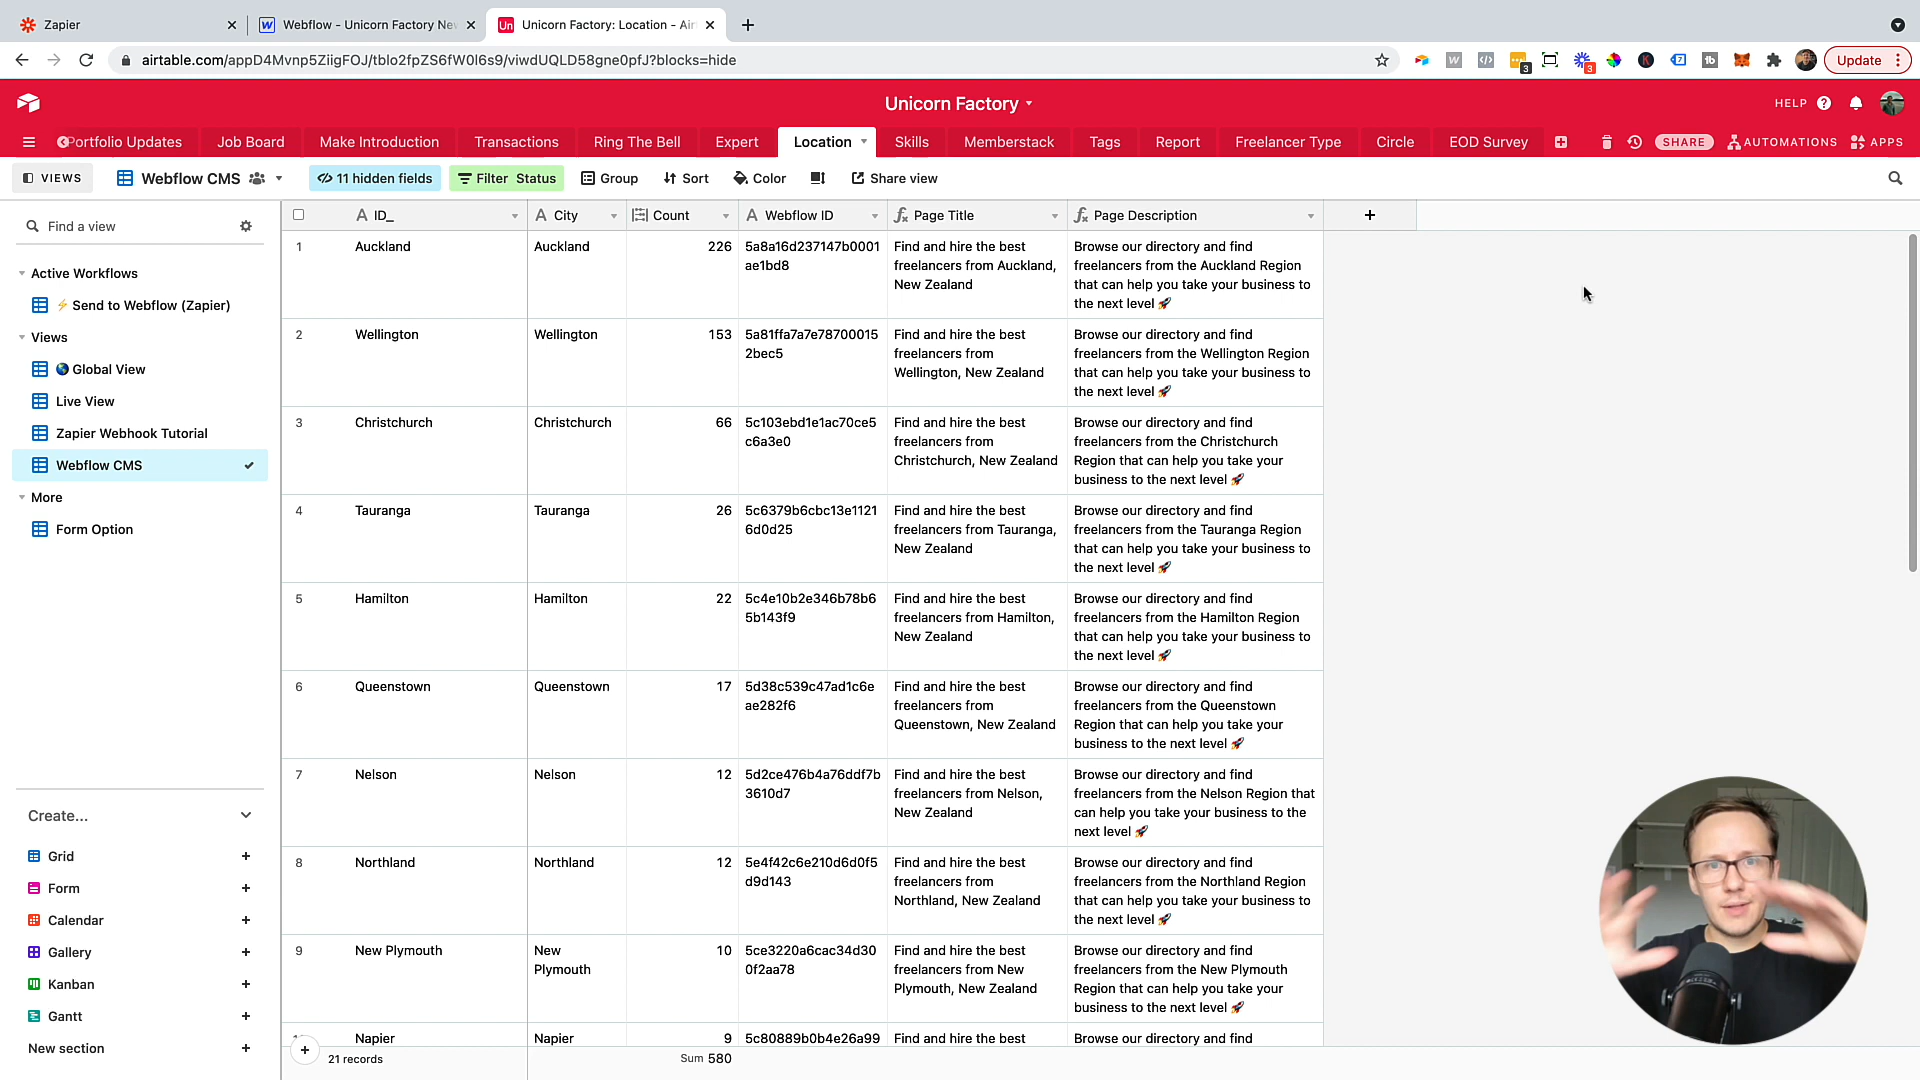 Zapier
Webflow - Unicorn Factory Nev
Unicorn Factory: Location - Air
airtable.com/appD4Mvnp5ZiigFOJ/tblo2fpZS6fW0l6s9/viwdUQLD58gne0pfJ?blocks=hide
Update
Unicorn Factory
HELP
Portfolio Updates
Job Board
Make Introduction
Transactions
Ring The Bell
Expert
Location
Skills
Memberstack
Tags
Report
Freelancer Type
Circle
EOD Survey
SHARE
AUTOMATIONS
APPS
VIEWS
Webflow CMS
11 hidden fields
Filter Status
Group
Sort
Color
Share view
Find a view
Active Workflows
⚡ Send to Webflow (Zapier)
Views
🌎 Global View
Live View
Zapier Webhook Tutorial
Webflow CMS
More
Form Option
Create...
Grid
Form
Calendar
Gallery
Kanban
Gantt
New section
ID_ City Count Webflow ID Page Title Page Description
1 Auckland Auckland 226 5a8a16d237147b0001 Find and hire the best Browse our directory and find
ae1bd8 freelancers from Auckland, freelancers from the Auckland Region
New Zealand that can help you take your business to
the next level 🚀
2 Wellington Wellington 153 5a81ffa7a7e78700015 Find and hire the best Browse our directory and find
2bec5 freelancers from freelancers from the Wellington Region
Wellington, New Zealand that can help you take your business to
the next level 🚀
3 Christchurch Christchurch 66 5c103ebd1e1ac70ce5 Find and hire the best Browse our directory and find
c6a3e0 freelancers from freelancers from the Christchurch
Christchurch, New Zealand Region that can help you take your
business to the next level 🚀
4 Tauranga Tauranga 26 5c6379b6cbc13e1121 Find and hire the best Browse our directory and find
6d0d25 freelancers from Tauranga, freelancers from the Tauranga Region
New Zealand that can help you take your business to
the next level 🚀
5 Hamilton Hamilton 22 5c4e10b2e346b78b6 Find and hire the best Browse our directory and find
5b143f9 freelancers from Hamilton, freelancers from the Hamilton Region
New Zealand that can help you take your business to
the next level 🚀
6 Queenstown Queenstown 17 5d38c539c47ad1c6e Find and hire the best Browse our directory and find
ae282f6 freelancers from freelancers from the Queenstown
Queenstown, New Zealand Region that can help you take your
business to the next level 🚀
7 Nelson Nelson 12 5d2ce476b4a76ddf7b Find and hire the best Browse our directory and find
3610d7 freelancers from Nelson, freelancers from the Nelson Region that
New Zealand can help you take your business to the
next level 🚀
8 Northland Northland 12 5e4f42c6e210d6d0f5 Find and hire the best Browse our directory and find
d9d143 freelancers from freelancers from the Northland Region
Northland, New Zealand that can help you take your business to
the next level 🚀
9 New Plymouth New 10 5ce3220a6cac34d30 Find and hire the best Browse our directory and find
Plymouth 0f2aa78 freelancers from New freelancers from the New Plymouth
Plymouth, New Zealand Region that can help you take your
business to the next level 🚀
Napier Napier 9 5c80889b0b4e26a99 Find and hire the best Browse our directory and find
21 records Sum 580